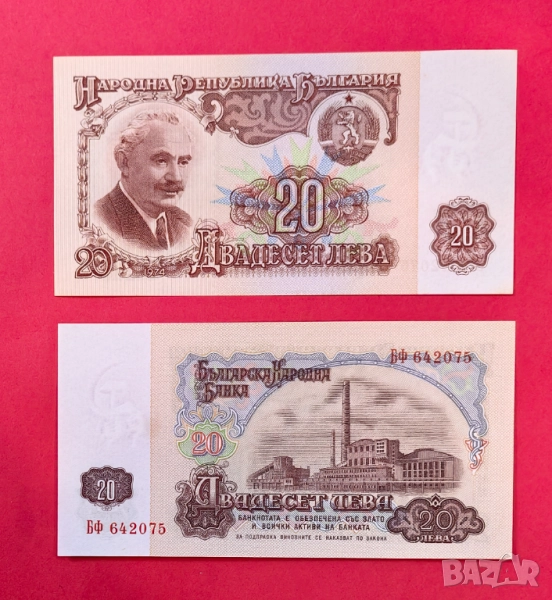 Народна Република България
20
20
20
1974
Двадесет лева
БФ 642075
Българска Народна
Банка
20
20
Двадесет лева
БАНКНОТАТА Е ОБЕЗПЕЧЕНА СЪС ЗЛАТО
И ВСИЧКИ АКТИВИ НА БАНКАТА
ЗА ПОДПРАВКА ВИНОВНИТЕ СЕ НАКАЗВАТ ПО ЗАКОНА
20
ЛЕВА
БФ 642075
BAZAR